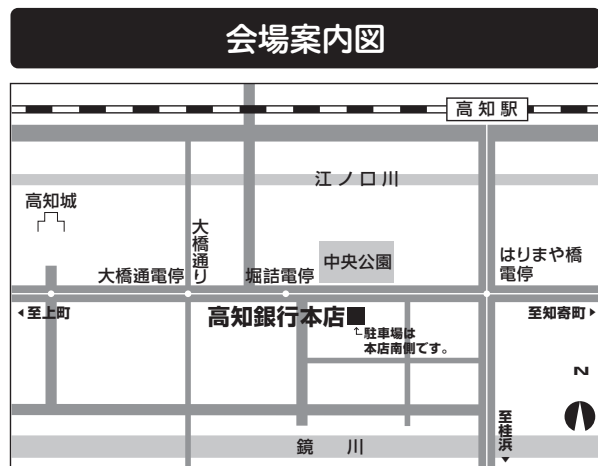 会場案内図
高知駅
江ノ口川
高知城
大橋通り
中央公園
はりまや橋
電停
大橋通電停
堀詰電停
◀至上町
高知銀行本店■
至知寄町▶
駐車場は
本店南側です。
N
至桂浜▼
鏡川